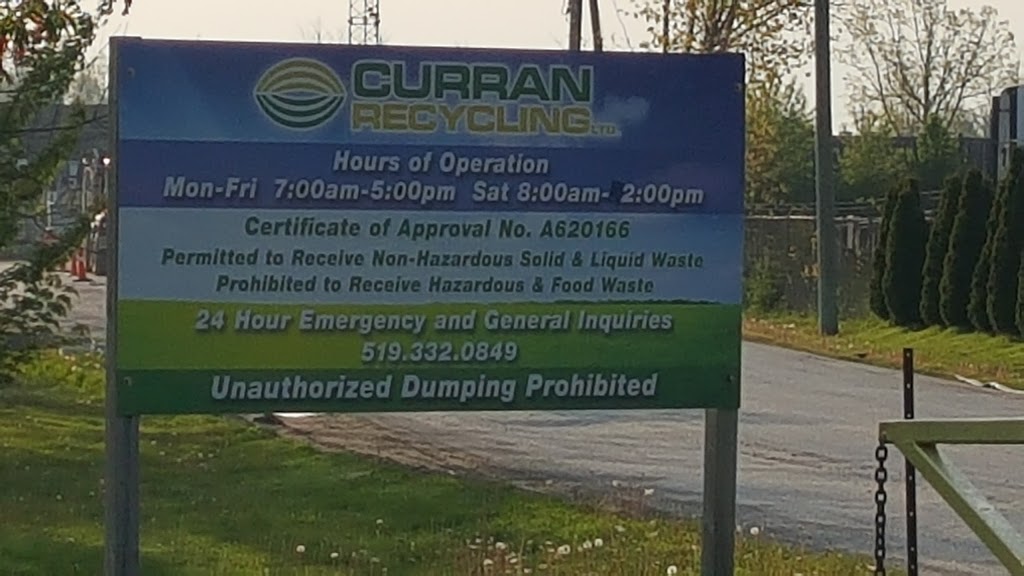 CURRAN
RECYCLING LTD.
Hours of Operation
Mon-Fri 7:00am-5:00pm Sat 8:00am- 2:00pm
Certificate of Approval No. A620166
Permitted to Receive Non-Hazardous Solid & Liquid Waste
Prohibited to Receive Hazardous & Food Waste
24 Hour Emergency and General Inquiries
519.332.0849
Unauthorized Dumping Prohibited